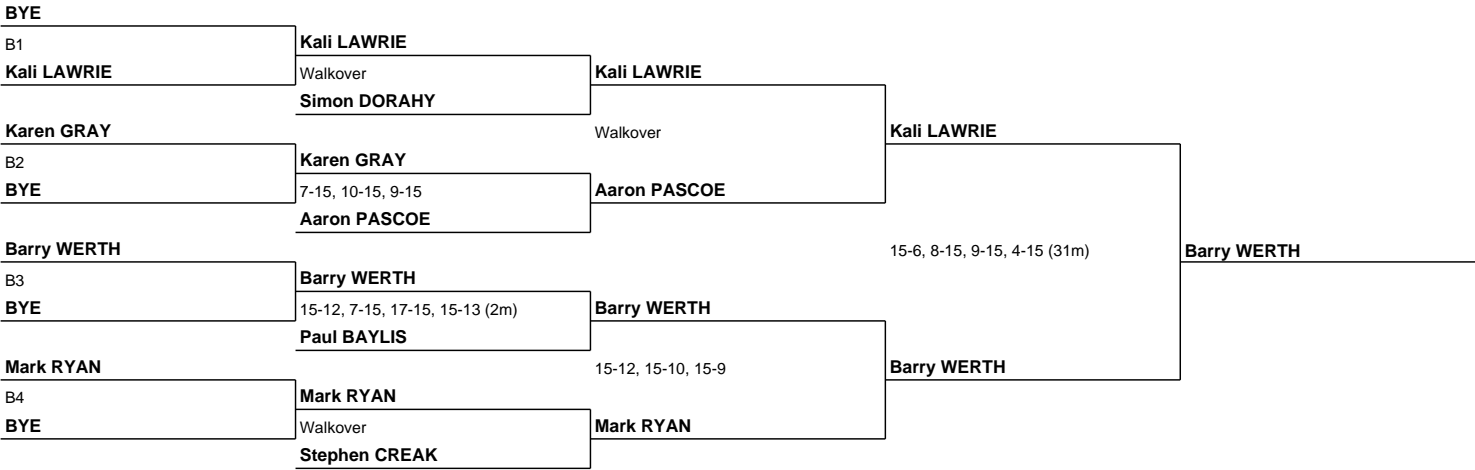 BYE
B1
Kali LAWRIE
Kali LAWRIE
Walkover
Simon DORAHY
Kali LAWRIE
Karen GRAY
B2
BYE
Karen GRAY
7-15, 10-15, 9-15
Aaron PASCOE
Walkover
Aaron PASCOE
Kali LAWRIE
Barry WERTH
B3
BYE
Barry WERTH
15-12, 7-15, 17-15, 15-13 (2m)
Paul BAYLIS
Barry WERTH
Mark RYAN
B4
BYE
Mark RYAN
Walkover
Stephen CREAK
15-12, 15-10, 15-9
Mark RYAN
Barry WERTH
15-6, 8-15, 9-15, 4-15 (31m)
Barry WERTH